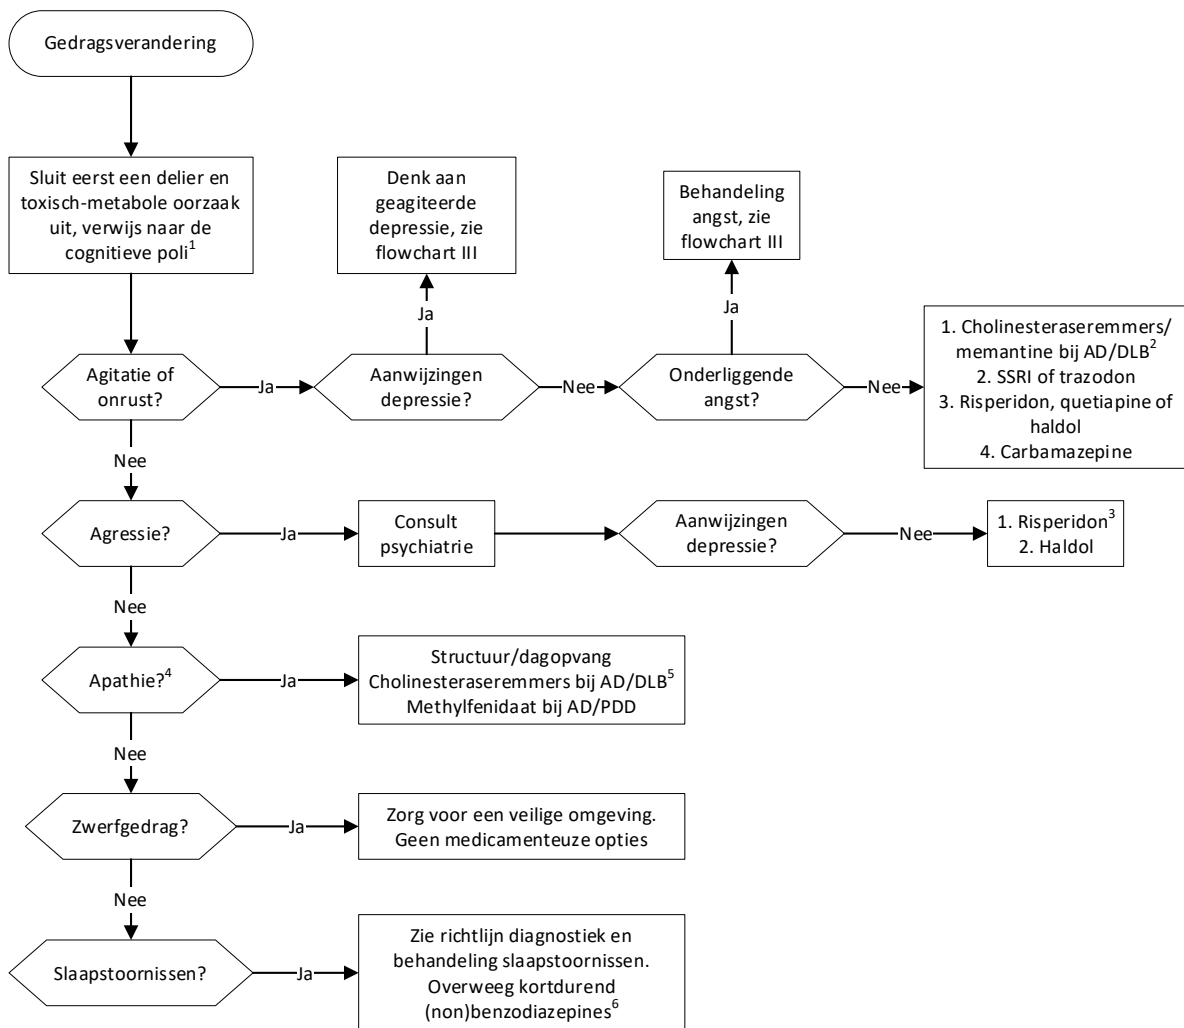 Gedragsverandering
Sluit eerst een delier en
toxisch-metabole oorzaak
uit, verwijs naar de
cognitieve poli¹
Denk aan
geagiteerde
depressie, zie
flowchart III
Behandeling
angst, zie
flowchart III
Ja
Ja
Agitatie of
onrust?
Ja
Aanwijzingen
depressie?
Nee
Onderliggende
angst?
Nee
1. Cholinesteraseremmers/
memantine bij AD/DLB²
2. SSRI of trazodon
3. Risperidon, quetiapine of
haldol
4. Carbamazepine
Nee
Agressie?
Ja
Consult
psychiatrie
Aanwijzingen
depressie?
Nee
1. Risperidon³
2. Haldol
Nee
Apathie?⁴
Ja
Structuur/dagopvang
Cholinesteraseremmers bij AD/DLB⁵
Methylfenidaat bij AD/PDD
Nee
Zwerfgedrag?
Ja
Zorg voor een veilige omgeving.
Geen medicamenteuze opties
Nee
Slaapstoornissen?
Ja
Zie richtlijn diagnostiek en
behandeling slaapstoornissen.
Overweeg kortdurend
(non)benzodiazepines⁶